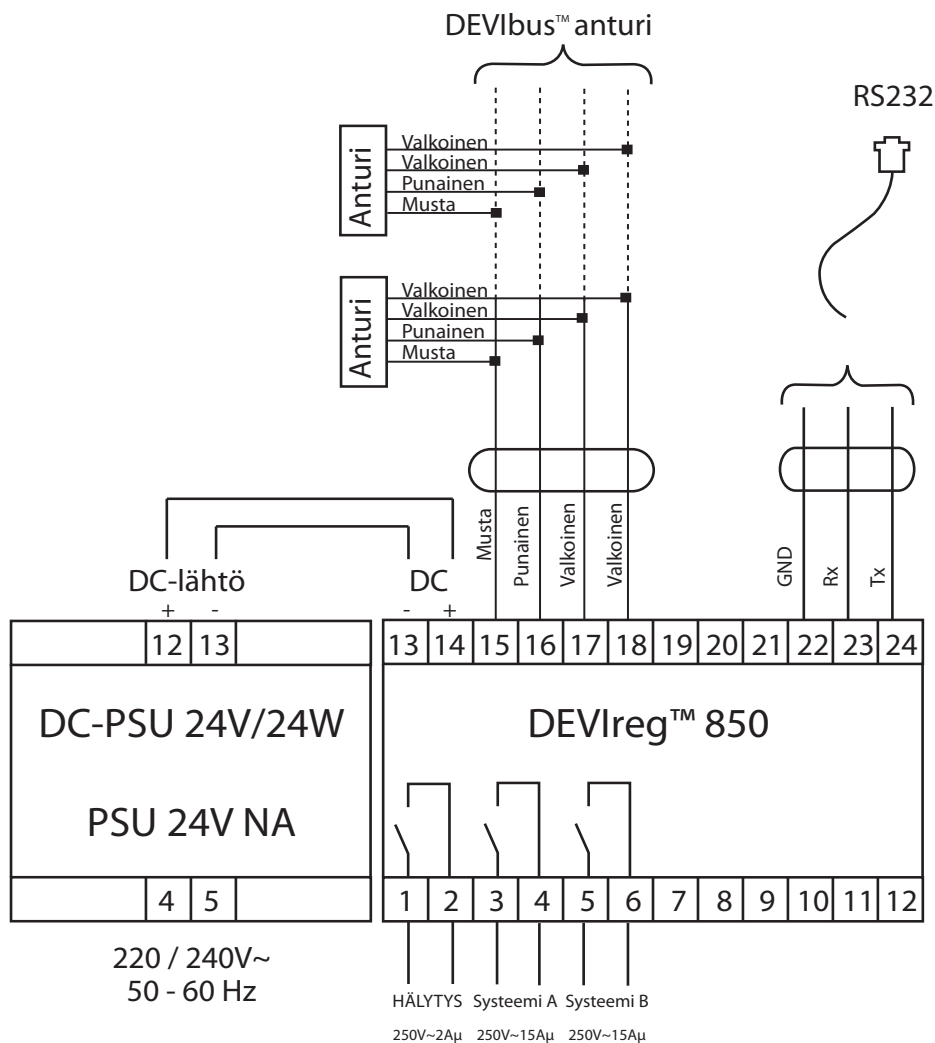 DEVIbus™ anturi
RS232
Anturi
Valkoinen
Valkoinen
Punainen
Musta
Anturi
Valkoinen
Valkoinen
Punainen
Musta
Musta
Punainen
Valkoinen
Valkoinen
GND
Rx
Tx
DC-lähtö
+ -
DC
- +
12 13
13 14 15 16 17 18 19 20 21 22 23 24
DC-PSU 24V/24W
PSU 24V NA
DEVIreg™ 850
4 5
1 2 3 4 5 6 7 8 9 10 11 12
220 / 240V~
50 - 60 Hz
HÄLYTYS Systeemi A Systeemi B
250V~2Aµ 250V~15Aµ 250V~15Aµ